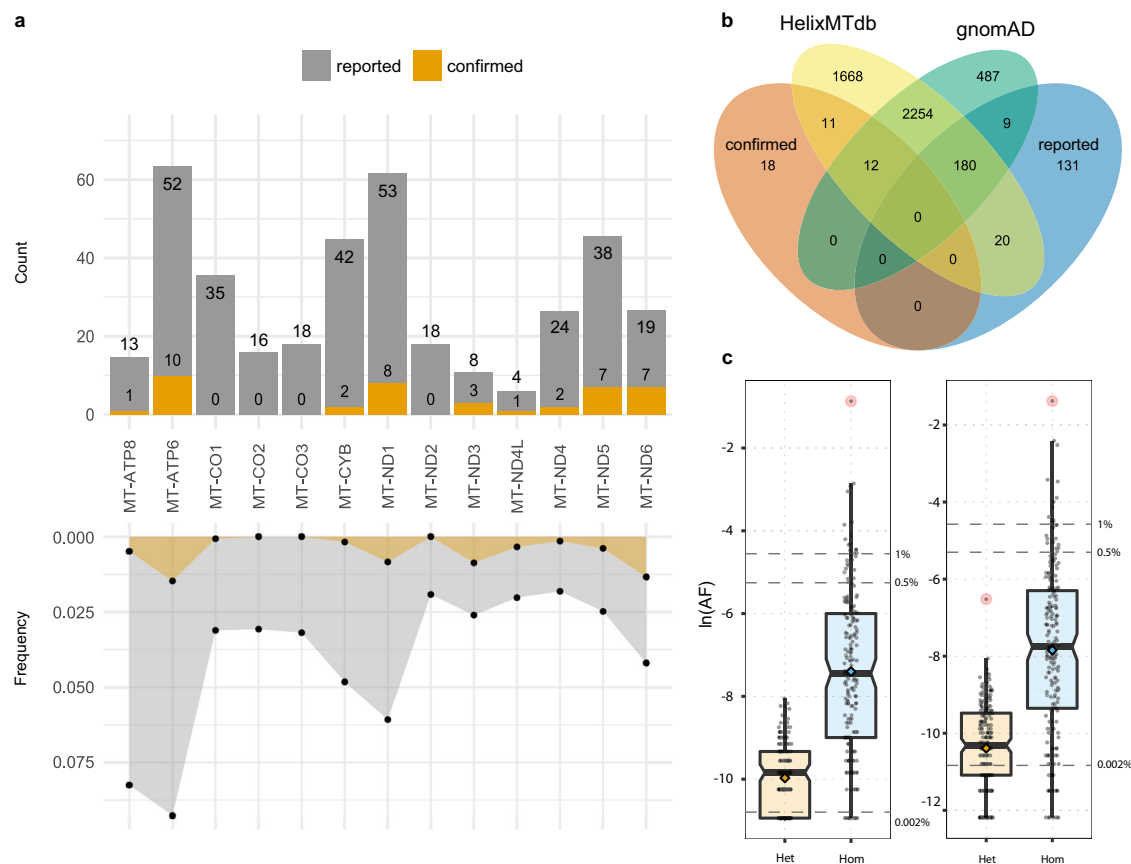 a
reported confirmed
Count
60
40
20
0
52
10
35
0
13
1
16
0
18
0
42
2
53
8
18
0
8
3
4
1
24
2
38
7
19
7
MT-ATP8
MT-ATP6
MT-CO1
MT-CO2
MT-CO3
MT-CYB
MT-ND1
MT-ND2
MT-ND3
MT-ND4L
MT-ND4
MT-ND5
MT-ND6
Frequency
0.000
0.025
0.050
0.075
b
HelixMTdb gnomAD
1668 487
11 2254 9
confirmed reported
18 12 180 131
0
0 0 0 20
0
c
ln(AF)
-2
-4
-6
-8
-10
1%
0.5%
0.002%
Het Hom
-2
-4
-6
-8
-10
-12
1%
0.5%
0.002%
Het Hom